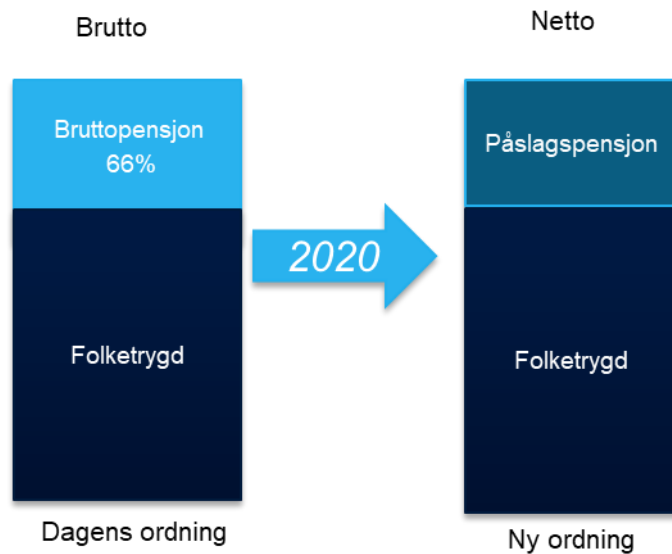 Brutto
Bruttopensjon
66%
Folketrygd
Dagens ordning
2020
Netto
Påslagspensjon
Folketrygd
Ny ordning